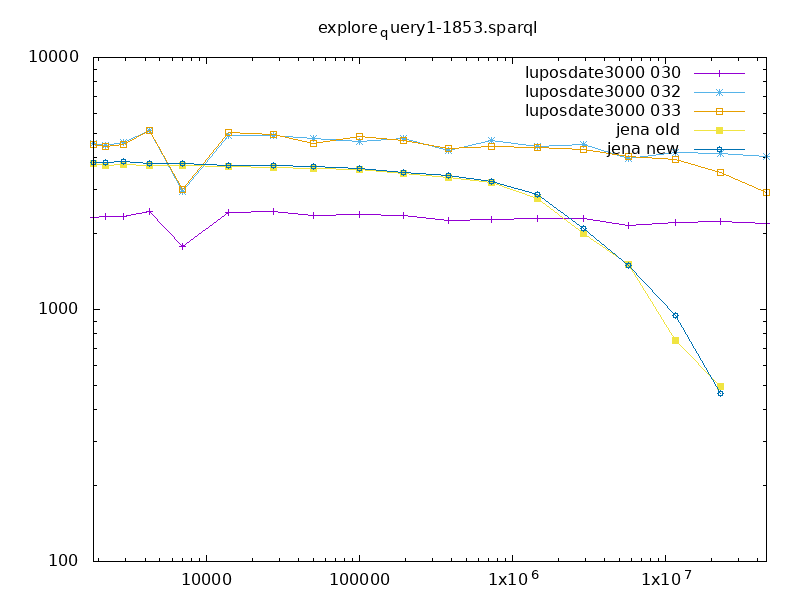 explore_query1-1853.sparql
10000
luposdate3000 030
luposdate3000 032
luposdate3000 033
jena old
jena new
1000
100
10000 100000 1x10^6 1x10^7